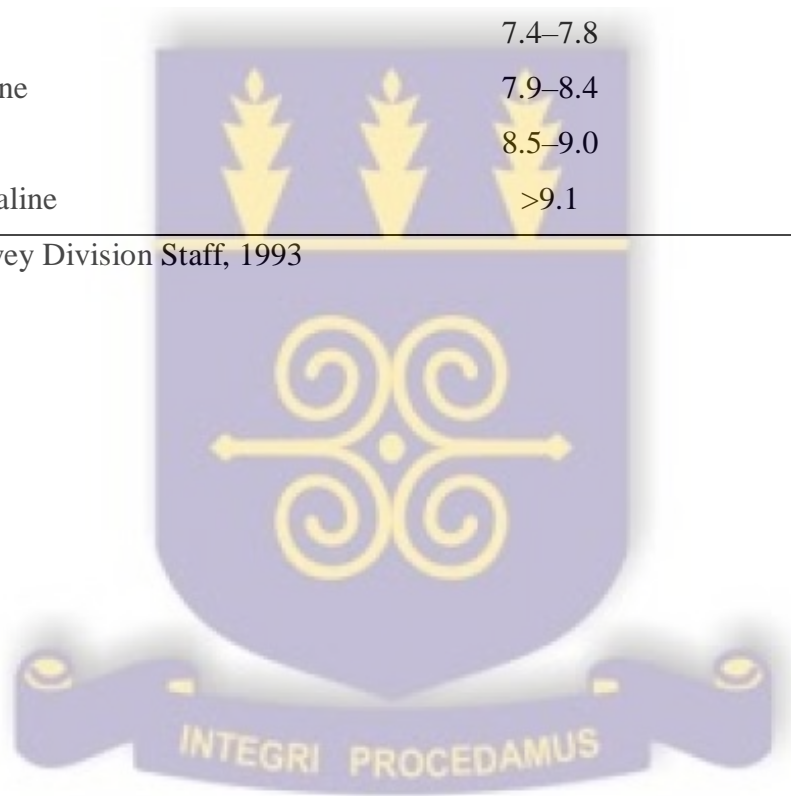 7.4–7.8
ne 7.9–8.4
8.5–9.0
aline >9.1
vey Division Staff, 1993
INTEGRI PROCEDAMUS